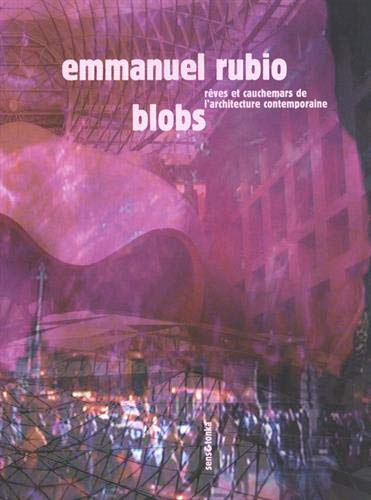 emmanuel rubio
rêves et cauchemars de
l'architecture contemporaine
blobs
sens&tonka